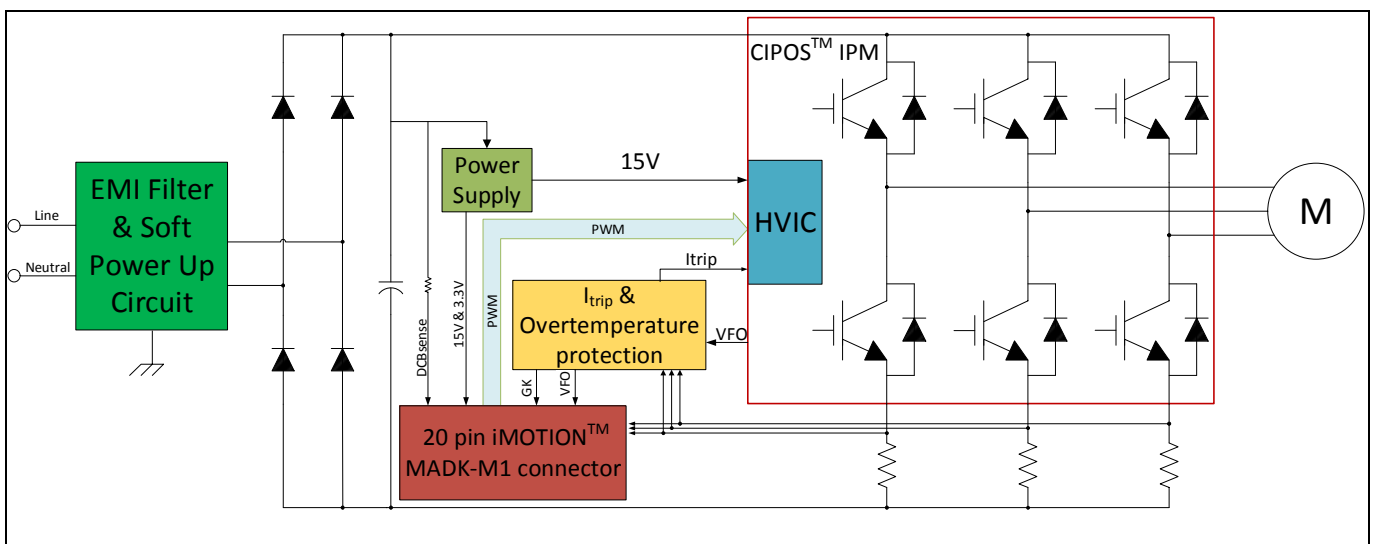 CIPOS™ IPM
EMI Filter
& Soft
Power Up
Circuit
Line
Neutral
Power
Supply
15V
HVIC
PWM
PWM
Itrip
I_trip &
Overtemperature
protection
VFO
DCBsense
15V & 3.3V
GK
VFO
20 pin iMOTION™
MADK-M1 connector
M